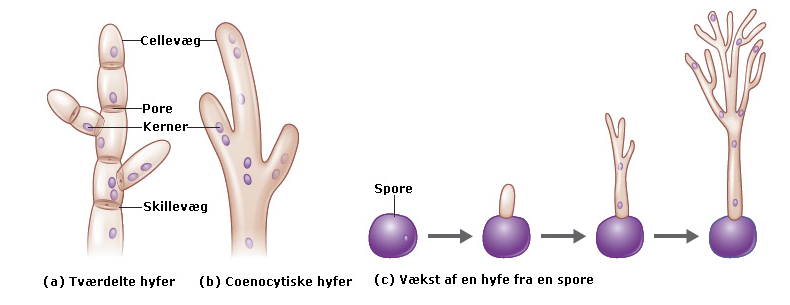 Cellevæg
Pore
Kerner
Skillevæg
Spore
(a) Tværdelte hyfer
(b) Coenocytiske hyfer
(c) Vækst af en hyfe fra en spore